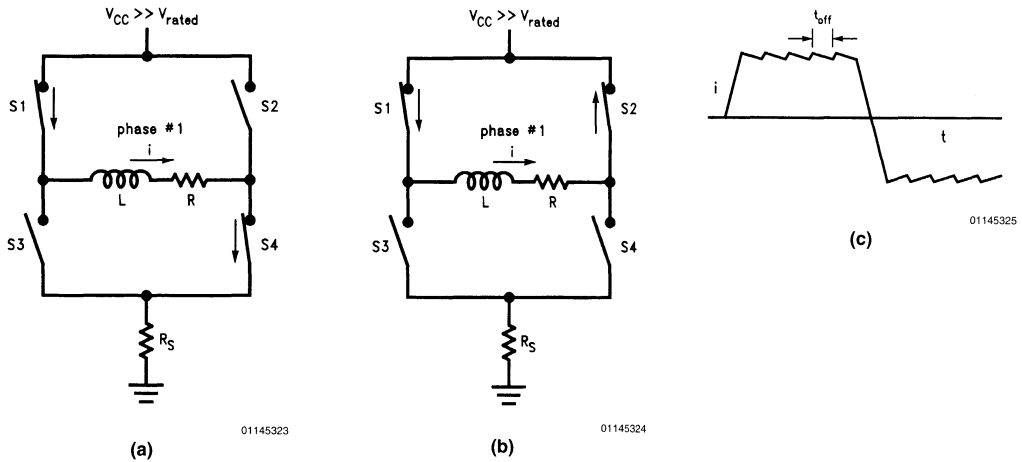 V_CC >> V_rated
S1
S2
phase #1
i
L
R
S3
S4
R_S
01145323
(a)
V_CC >> V_rated
S1
S2
phase #1
i
L
R
S3
S4
R_S
01145324
(b)
t_off
i
t
01145325
(c)